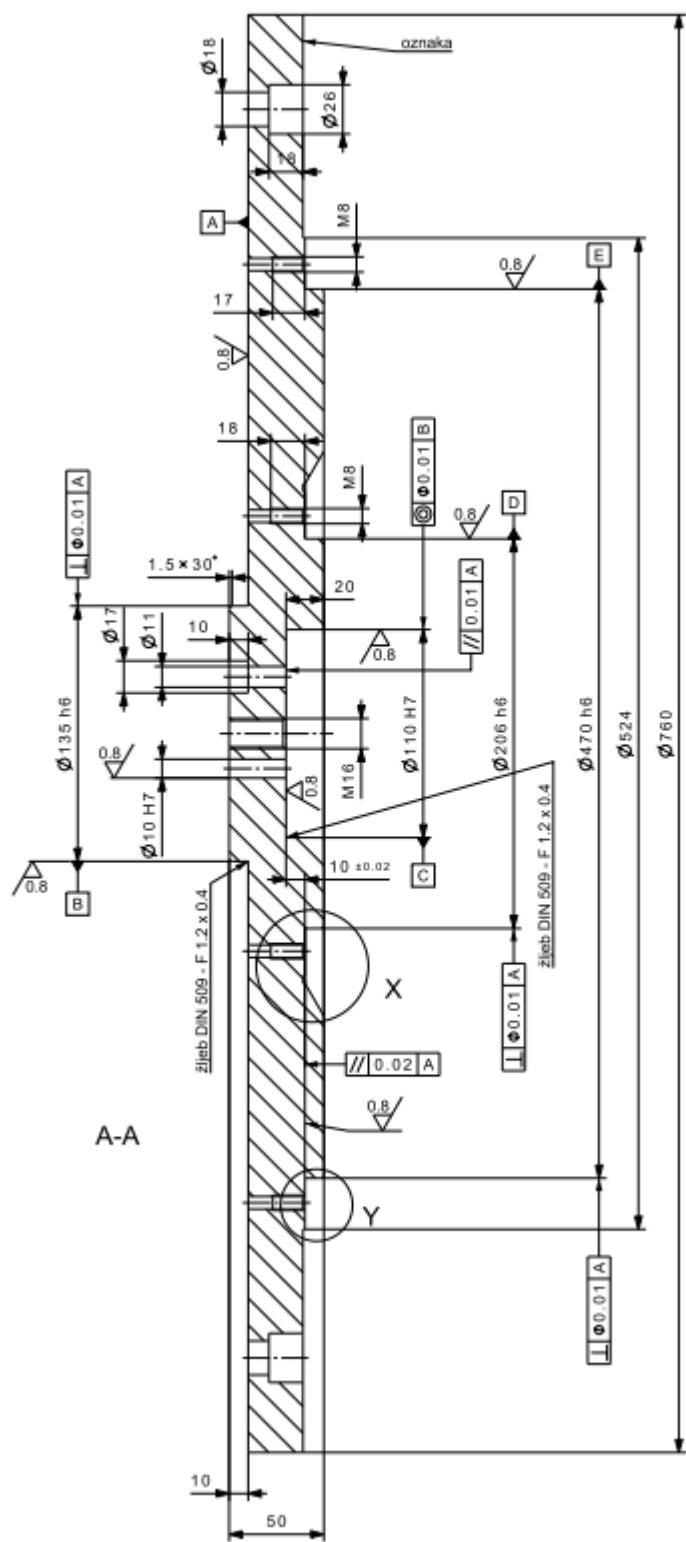 oznaka
Ø18
Ø26
18
A
M8
E
0.8
17
0.8
18
B
Ø0.01
◎
M8
D
0.8
A
Ø0.01
⊥
1.5 × 30°
20
A
0.01
//
Ø17
Ø11
10
0.8
Ø135 h6
Ø110 H7
Ø206 h6
Ø470 h6
Ø524
Ø760
0.8
Ø10 H7
0.8
M16
0.8
B
10 ±0.02
C
žljeb DIN 509 - F 1.2 x 0.4
žljeb DIN 509 - F 1.2 x 0.4
X
⊥ Ø0.01 A
// 0.02 A
0.8
A-A
Y
⊥ Ø0.01 A
10
50